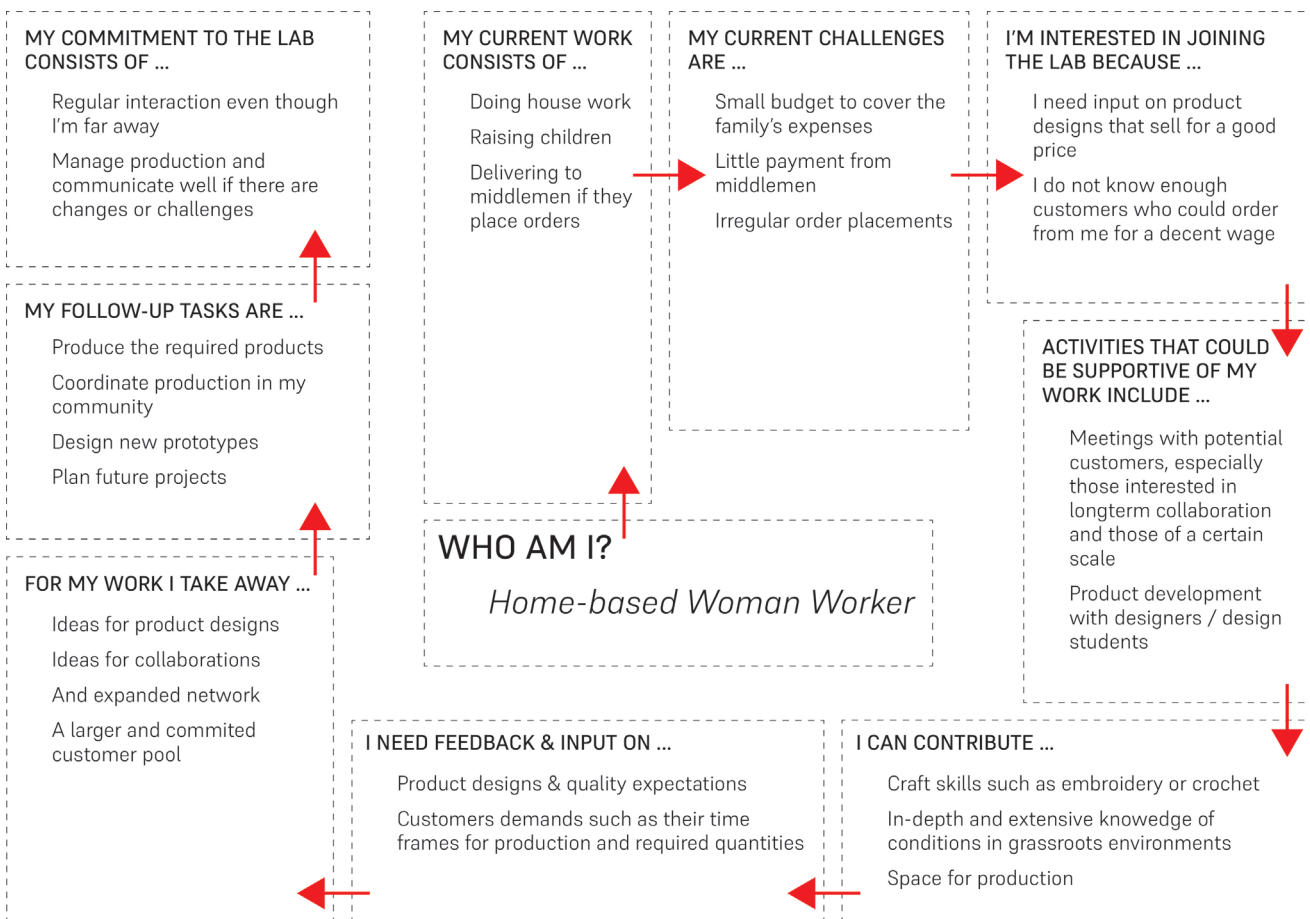 WHO AM I?
Home-based Woman Worker
MY CURRENT WORK
CONSISTS OF ...
Doing house work
Raising children
Delivering to
middlemen if they
place orders
MY CURRENT CHALLENGES
ARE ...
Small budget to cover the
family's expenses
Little payment from
middlemen
Irregular order placements
I'M INTERESTED IN JOINING
THE LAB BECAUSE ...
I need input on product
designs that sell for a good
price
I do not know enough
customers who could order
from me for a decent wage
ACTIVITIES THAT COULD
BE SUPPORTIVE OF MY
WORK INCLUDE ...
Meetings with potential
customers, especially
those interested in
longterm collaboration
and those of a certain
scale
Product development
with designers / design
students
I CAN CONTRIBUTE ...
Craft skills such as embroidery or crochet
In-depth and extensive knowedge of
conditions in grassroots environments
Space for production
I NEED FEEDBACK & INPUT ON ...
Product designs & quality expectations
Customers demands such as their time
frames for production and required quantities
FOR MY WORK I TAKE AWAY ...
Ideas for product designs
Ideas for collaborations
And expanded network
A larger and commited
customer pool
MY FOLLOW-UP TASKS ARE ...
Produce the required products
Coordinate production in my
community
Design new prototypes
Plan future projects
MY COMMITMENT TO THE LAB
CONSISTS OF ...
Regular interaction even though
I'm far away
Manage production and
communicate well if there are
changes or challenges